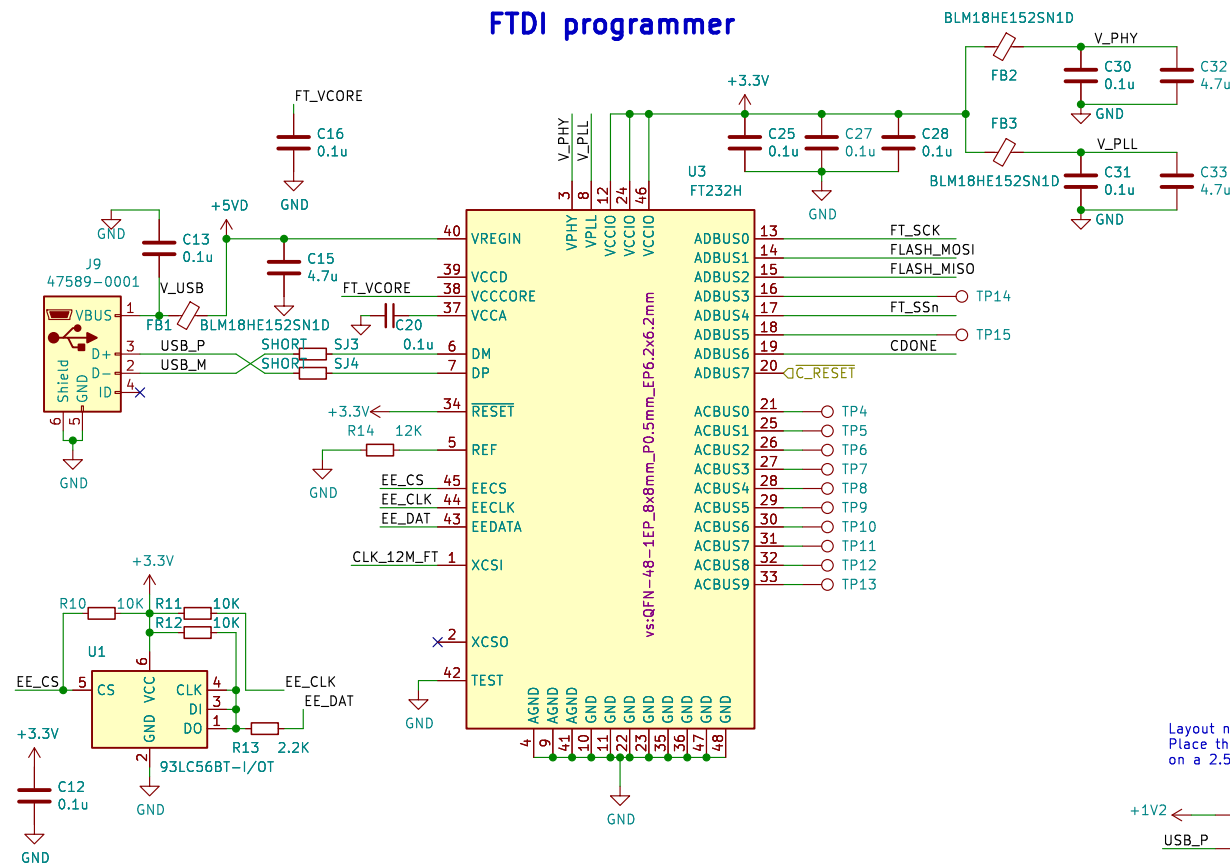 FTDI programmer
BLM18HE152SN1D
V_PHY
FB2
C30
0.1u
C32
4.7u
GND
FB3
V_PLL
BLM18HE152SN1D
C31
0.1u
C33
4.7u
GND
+3.3V
C25
0.1u
C27
0.1u
C28
0.1u
GND
FT_VCORE
C16
0.1u
GND
V_PHY
V_PLL
U3
FT232H
3
8
12
24
46
VPHY
VPLL
VCCIO
VCCIO
VCCIO
GND
+5VD
C13
0.1u
C15
4.7u
J9
47589-0001
V_USB
FB1
BLM18HE152SN1D
VBUS
1
D+
3
D-
2
ID
4
Shield
GND
6
5
GND
USB_P
USB_M
SHORT
SJ3
SHORT
SJ4
FT_VCORE
C20
0.1u
+3.3V
R14
12K
GND
EE_CS
EE_CLK
EE_DAT
CLK_12M_FT
40
VREGIN
39
VCCD
38
VCCCORE
37
VCCA
6
DM
7
DP
34
RESET
5
REF
45
EECS
44
EECLK
43
EEDATA
1
XCSI
2
XCSO
42
TEST
GND
vs:QFN-48-1EP_8x8mm_P0.5mm_EP6.2x6.2mm
ADBUS0
13
FT_SCK
ADBUS1
14
FLASH_MOSI
ADBUS2
15
FLASH_MISO
ADBUS3
16
TP14
ADBUS4
17
FT_SSn
ADBUS5
18
TP15
ADBUS6
19
CDONE
ADBUS7
20
C_RESET
ACBUS0
21
TP4
ACBUS1
25
TP5
ACBUS2
26
TP6
ACBUS3
27
TP7
ACBUS4
28
TP8
ACBUS5
29
TP9
ACBUS6
30
TP10
ACBUS7
31
TP11
ACBUS8
32
TP12
ACBUS9
33
TP13
AGND
AGND
AGND
GND
GND
GND
GND
GND
GND
GND
GND
4
9
41
10
11
22
23
35
36
47
48
GND
+3.3V
R10
10K
R11
10K
R12
10K
U1
EE_CS
5
CS
6
VCC
CLK
4
DI
3
DO
1
GND
2
EE_CLK
EE_DAT
R13
2.2K
93LC56BT-I/OT
GND
+3.3V
C12
0.1u
GND
Layout n
Place th
on a 2.5
+1V2
USB_P